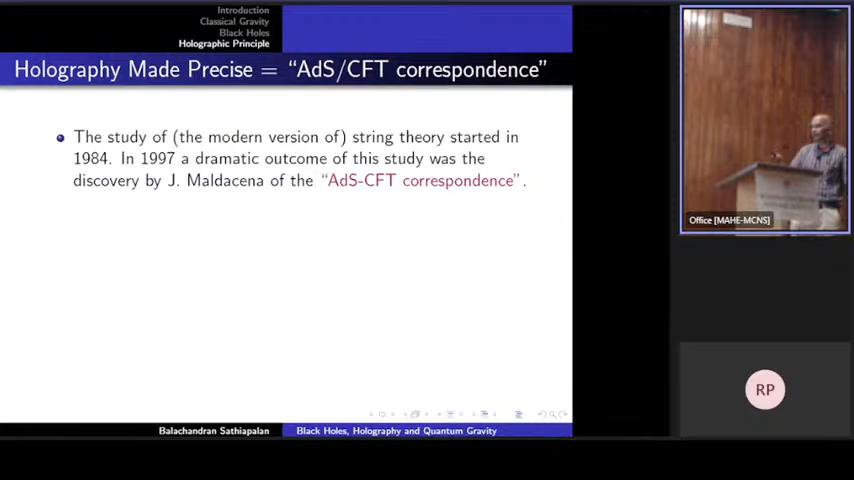 Introduction
Classical Gravity
Black Holes
Holographic Principle
Holography Made Precise = “AdS/CFT correspondence”
The study of (the modern version of) string theory started in
1984. In 1997 a dramatic outcome of this study was the
discovery by J. Maldacena of the “AdS-CFT correspondence”.
Balachandran Sathiapalan
Black Holes, Holography and Quantum Gravity
Office [MAHE-MCNS]
RP